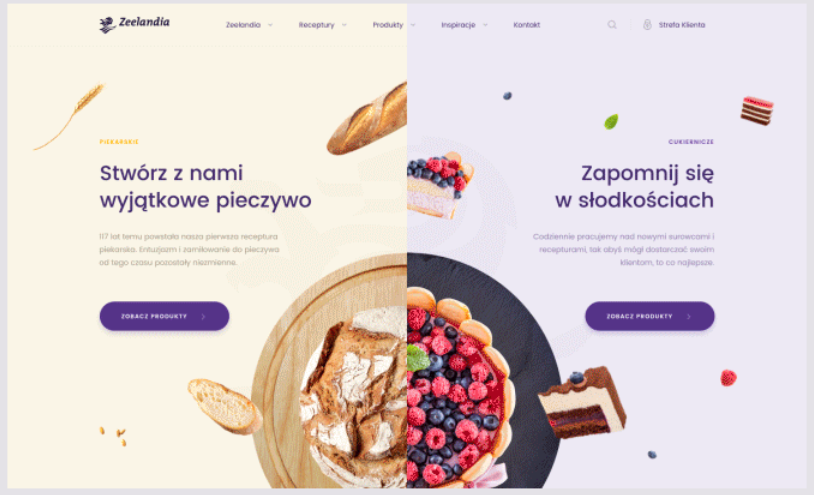 Zeelandia
Zeelandia
Receptury
Produkty
Inspiracje
Kontakt
Strefa Klienta
PIEKARSKIE
Stwórz z nami
wyjątkowe pieczywo
117 lat temu powstała nasza pierwsza receptura
piekarska. Entuzjazm i zamiłowanie do pieczywa
od tego czasu pozostały niezmienne.
ZOBACZ PRODUKTY
CUKIERNICZE
Zapomnij się
w słodkościach
Codziennie pracujemy nad nowymi surowcami i
recepturami, tak abyś mógł dostarczać swoim
klientom, to co najlepsze.
ZOBACZ PRODUKTY